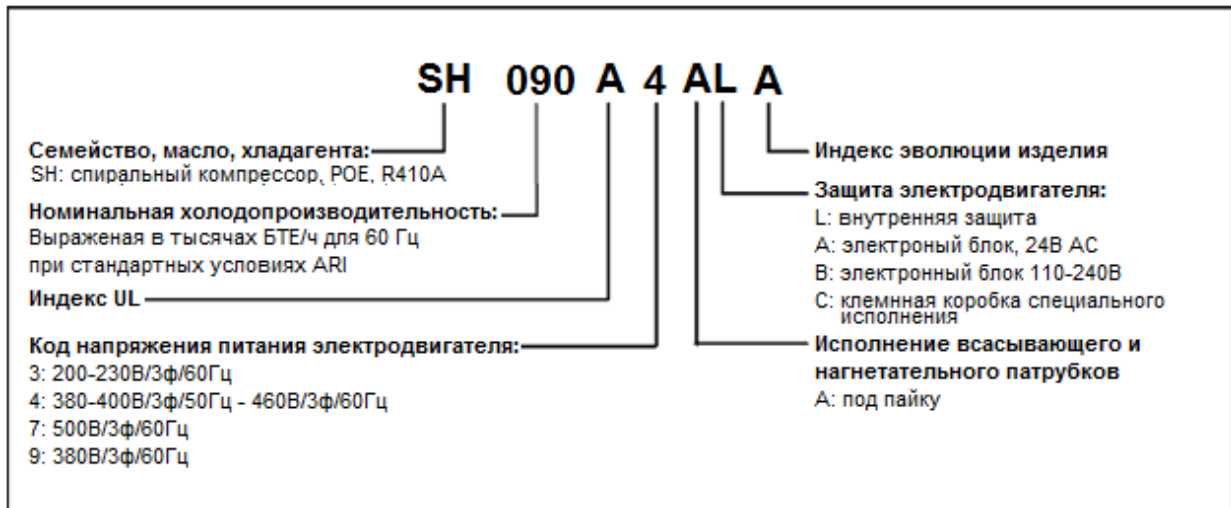 SH 090 A 4 AL A
Семейство, масло, хладагента:
SH: спиральный компрессор, POE, R410A
Номинальная холодопроизводительность:
Выраженая в тысячах БТЕ/ч для 60 Гц
при стандартных условиях ARI
Индекс UL
Код напряжения питания электродвигателя:
3: 200-230В/3ф/60Гц
4: 380-400В/3ф/50Гц - 460В/3ф/60Гц
7: 500В/3ф/60Гц
9: 380В/3ф/60Гц
Индекс эволюции изделия
Защита электродвигателя:
L: внутренняя защита
A: электроный блок, 24В AC
B: электронный блок 110-240В
C: клемнная коробка специального
исполнения
Исполнение всасывающего и
нагнетательного патрубков
A: под пайку